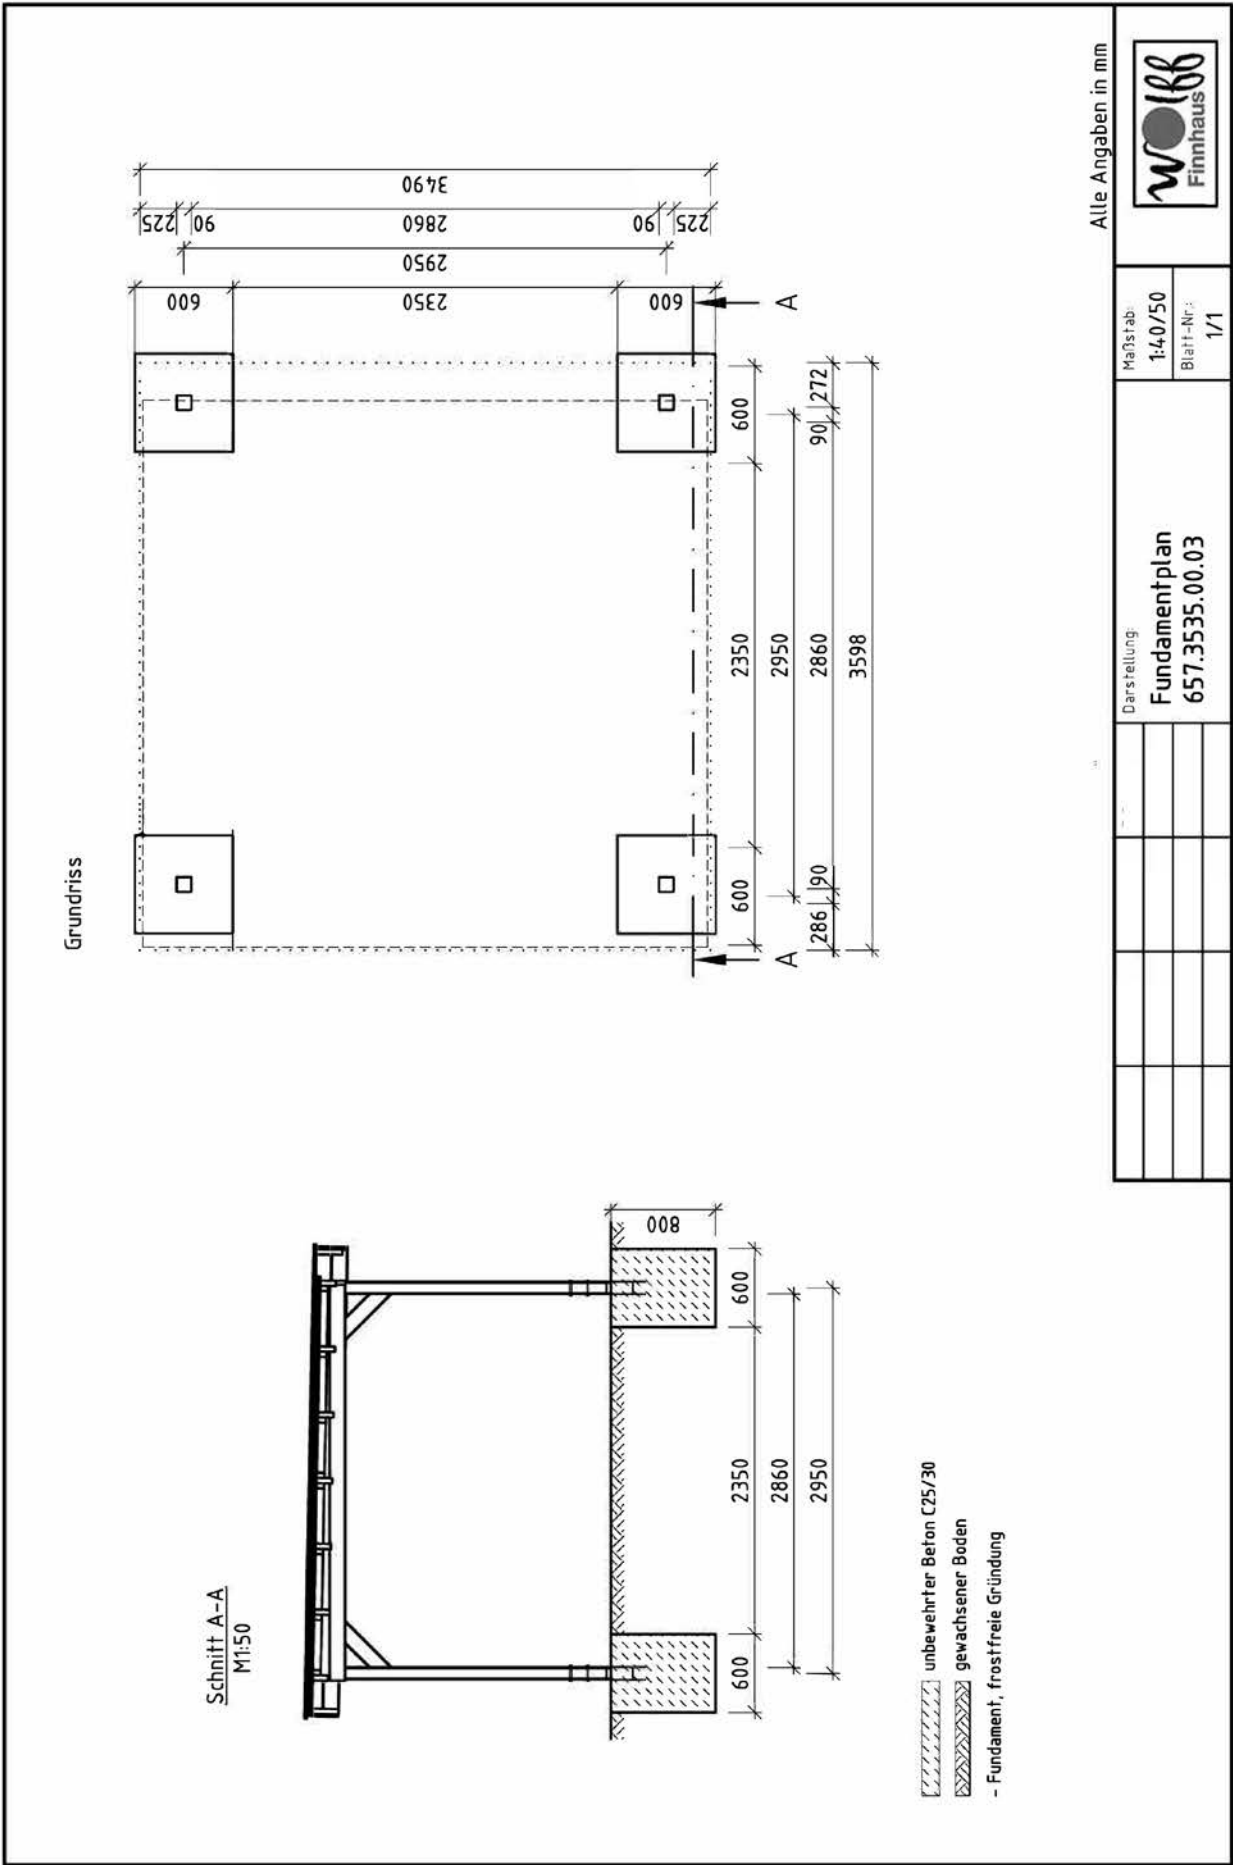 Schnitt A-A
M1:50
800
600
2350
600
2860
2950
unbewehrter Beton C25/30
gewachsener Boden
- Fundament, frostfreie Gründung
Grundriss
600
2350
600
2950
225
90
2860
90
225
3490
A
A
600
2350
600
2950
286
90
2860
90
272
3598
Alle Angaben in mm
Darstellung:
Fundamentplan
657.3535.00.03
Maßstab:
1:40/50
Blatt-Nr.:
1/1
Wolff
Finnhaus